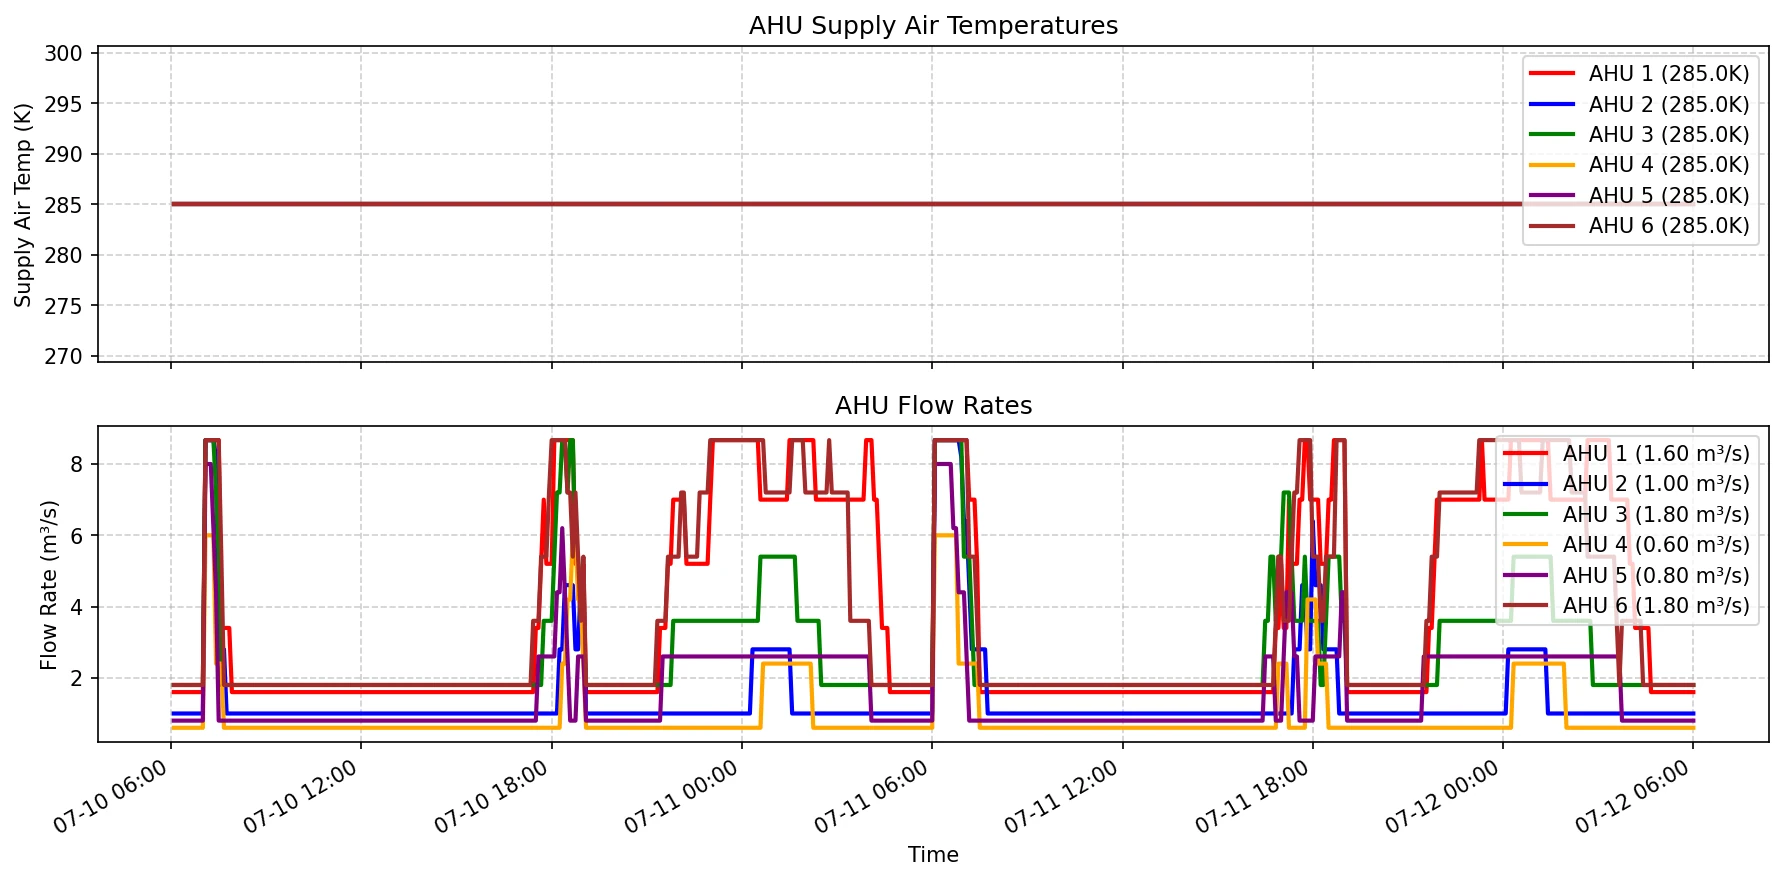 AHU Supply Air Temperatures
Supply Air Temp (K)
300
295
290
285
280
275
270
AHU 1 (285.0K)
AHU 2 (285.0K)
AHU 3 (285.0K)
AHU 4 (285.0K)
AHU 5 (285.0K)
AHU 6 (285.0K)
AHU Flow Rates
Flow Rate (m³/s)
8
6
4
2
AHU 1 (1.60 m³/s)
AHU 2 (1.00 m³/s)
AHU 3 (1.80 m³/s)
AHU 4 (0.60 m³/s)
AHU 5 (0.80 m³/s)
AHU 6 (1.80 m³/s)
07-10 06:00
07-10 12:00
07-10 18:00
07-11 00:00
07-11 06:00
07-11 12:00
07-11 18:00
07-12 00:00
07-12 06:00
Time